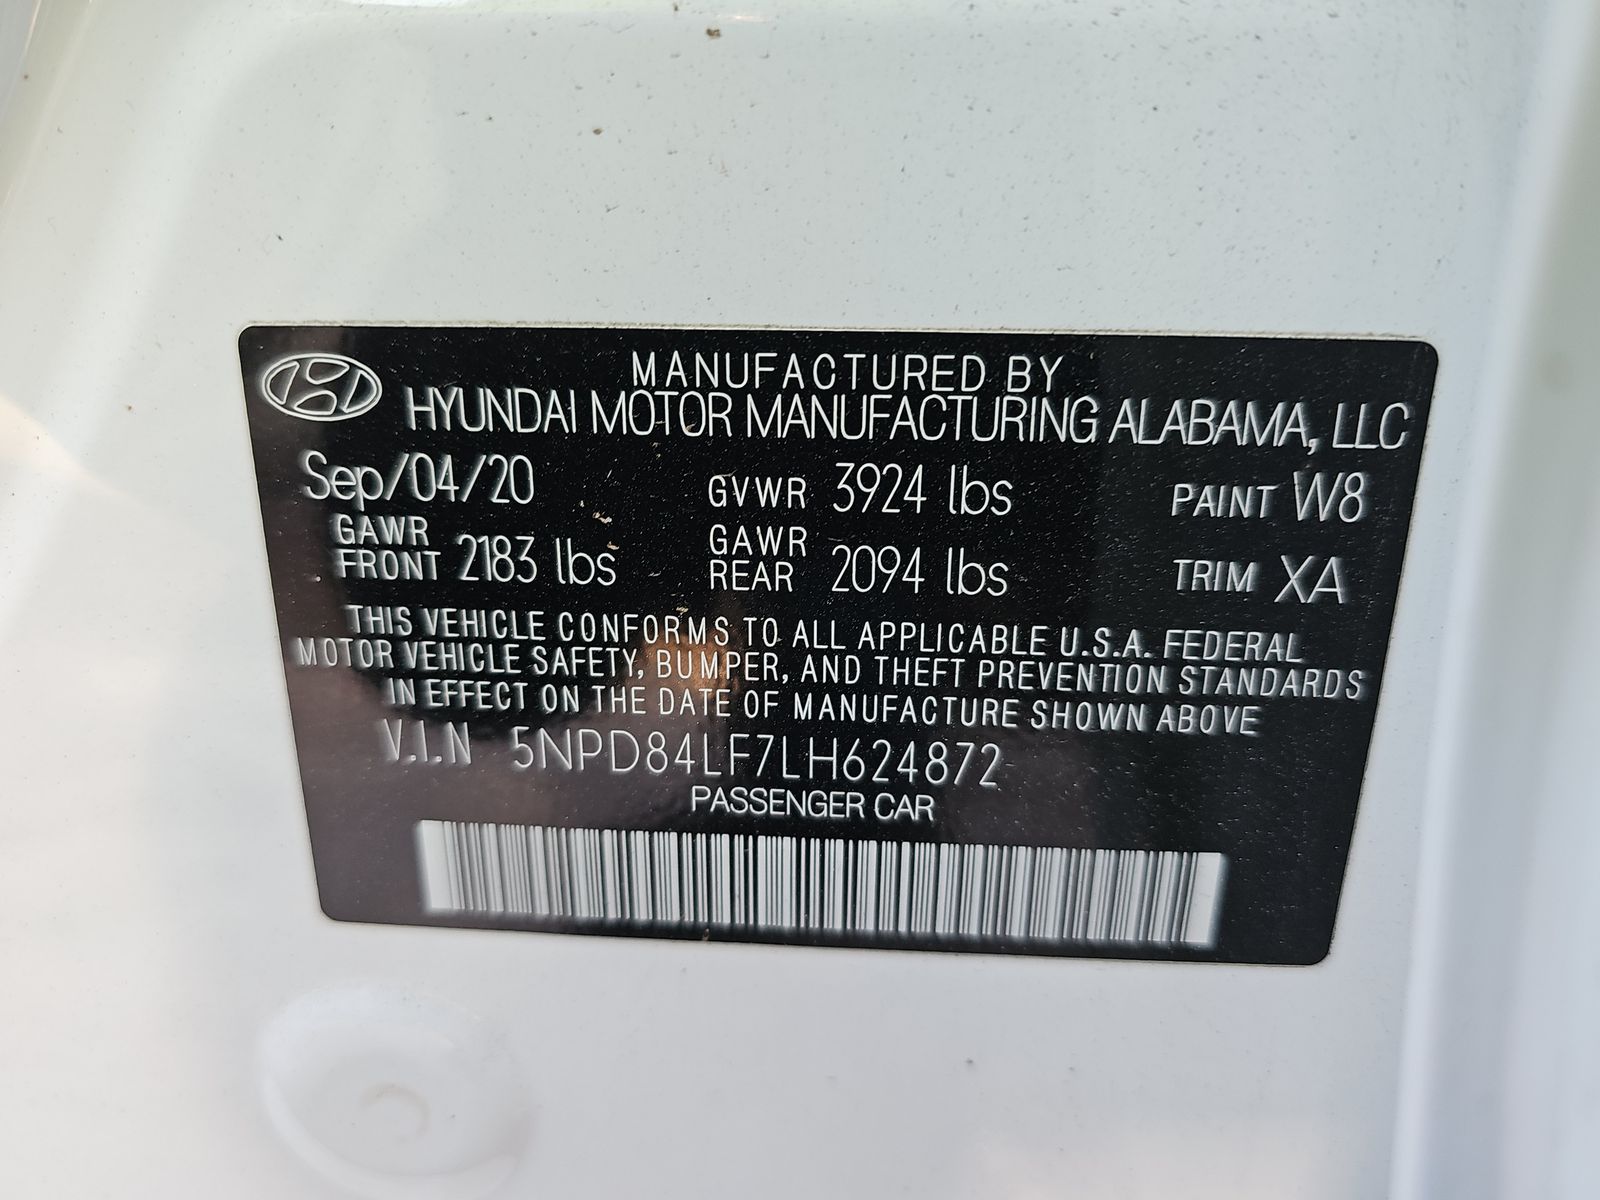 MANUFACTURED BY
HYUNDAI MOTOR MANUFACTURING ALABAMA, LLC
Sep/04/20 GVWR 3924 lbs PAINT W8
GAWR FRONT 2183 lbs GAWR REAR 2094 lbs TRIM XA
THIS VEHICLE CONFORMS TO ALL APPLICABLE U.S.A. FEDERAL
MOTOR VEHICLE SAFETY, BUMPER, AND THEFT PREVENTION STANDARDS
IN EFFECT ON THE DATE OF MANUFACTURE SHOWN ABOVE
V.I.N 5NPD84LF7LH624872
PASSENGER CAR